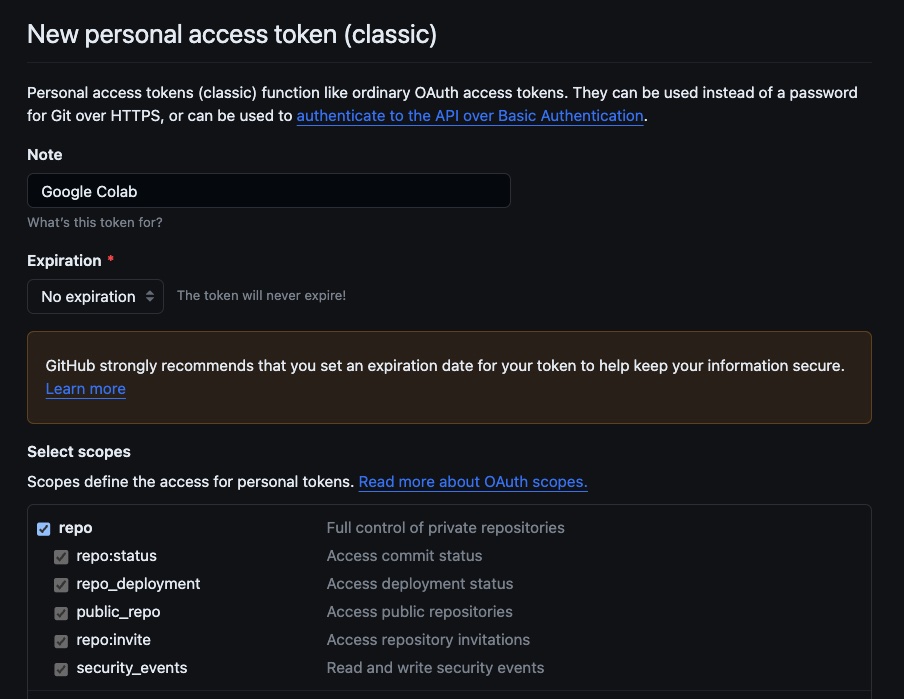 New personal access token (classic)
Personal access tokens (classic) function like ordinary OAuth access tokens. They can be used instead of a password
for Git over HTTPS, or can be used to authenticate to the API over Basic Authentication.
Note
Google Colab
What's this token for?
Expiration *
No expiration The token will never expire!
GitHub strongly recommends that you set an expiration date for your token to help keep your information secure.
Learn more
Select scopes
Scopes define the access for personal tokens. Read more about OAuth scopes.
repo Full control of private repositories
repo:status Access commit status
repo_deployment Access deployment status
public_repo Access public repositories
repo:invite Access repository invitations
security_events Read and write security events